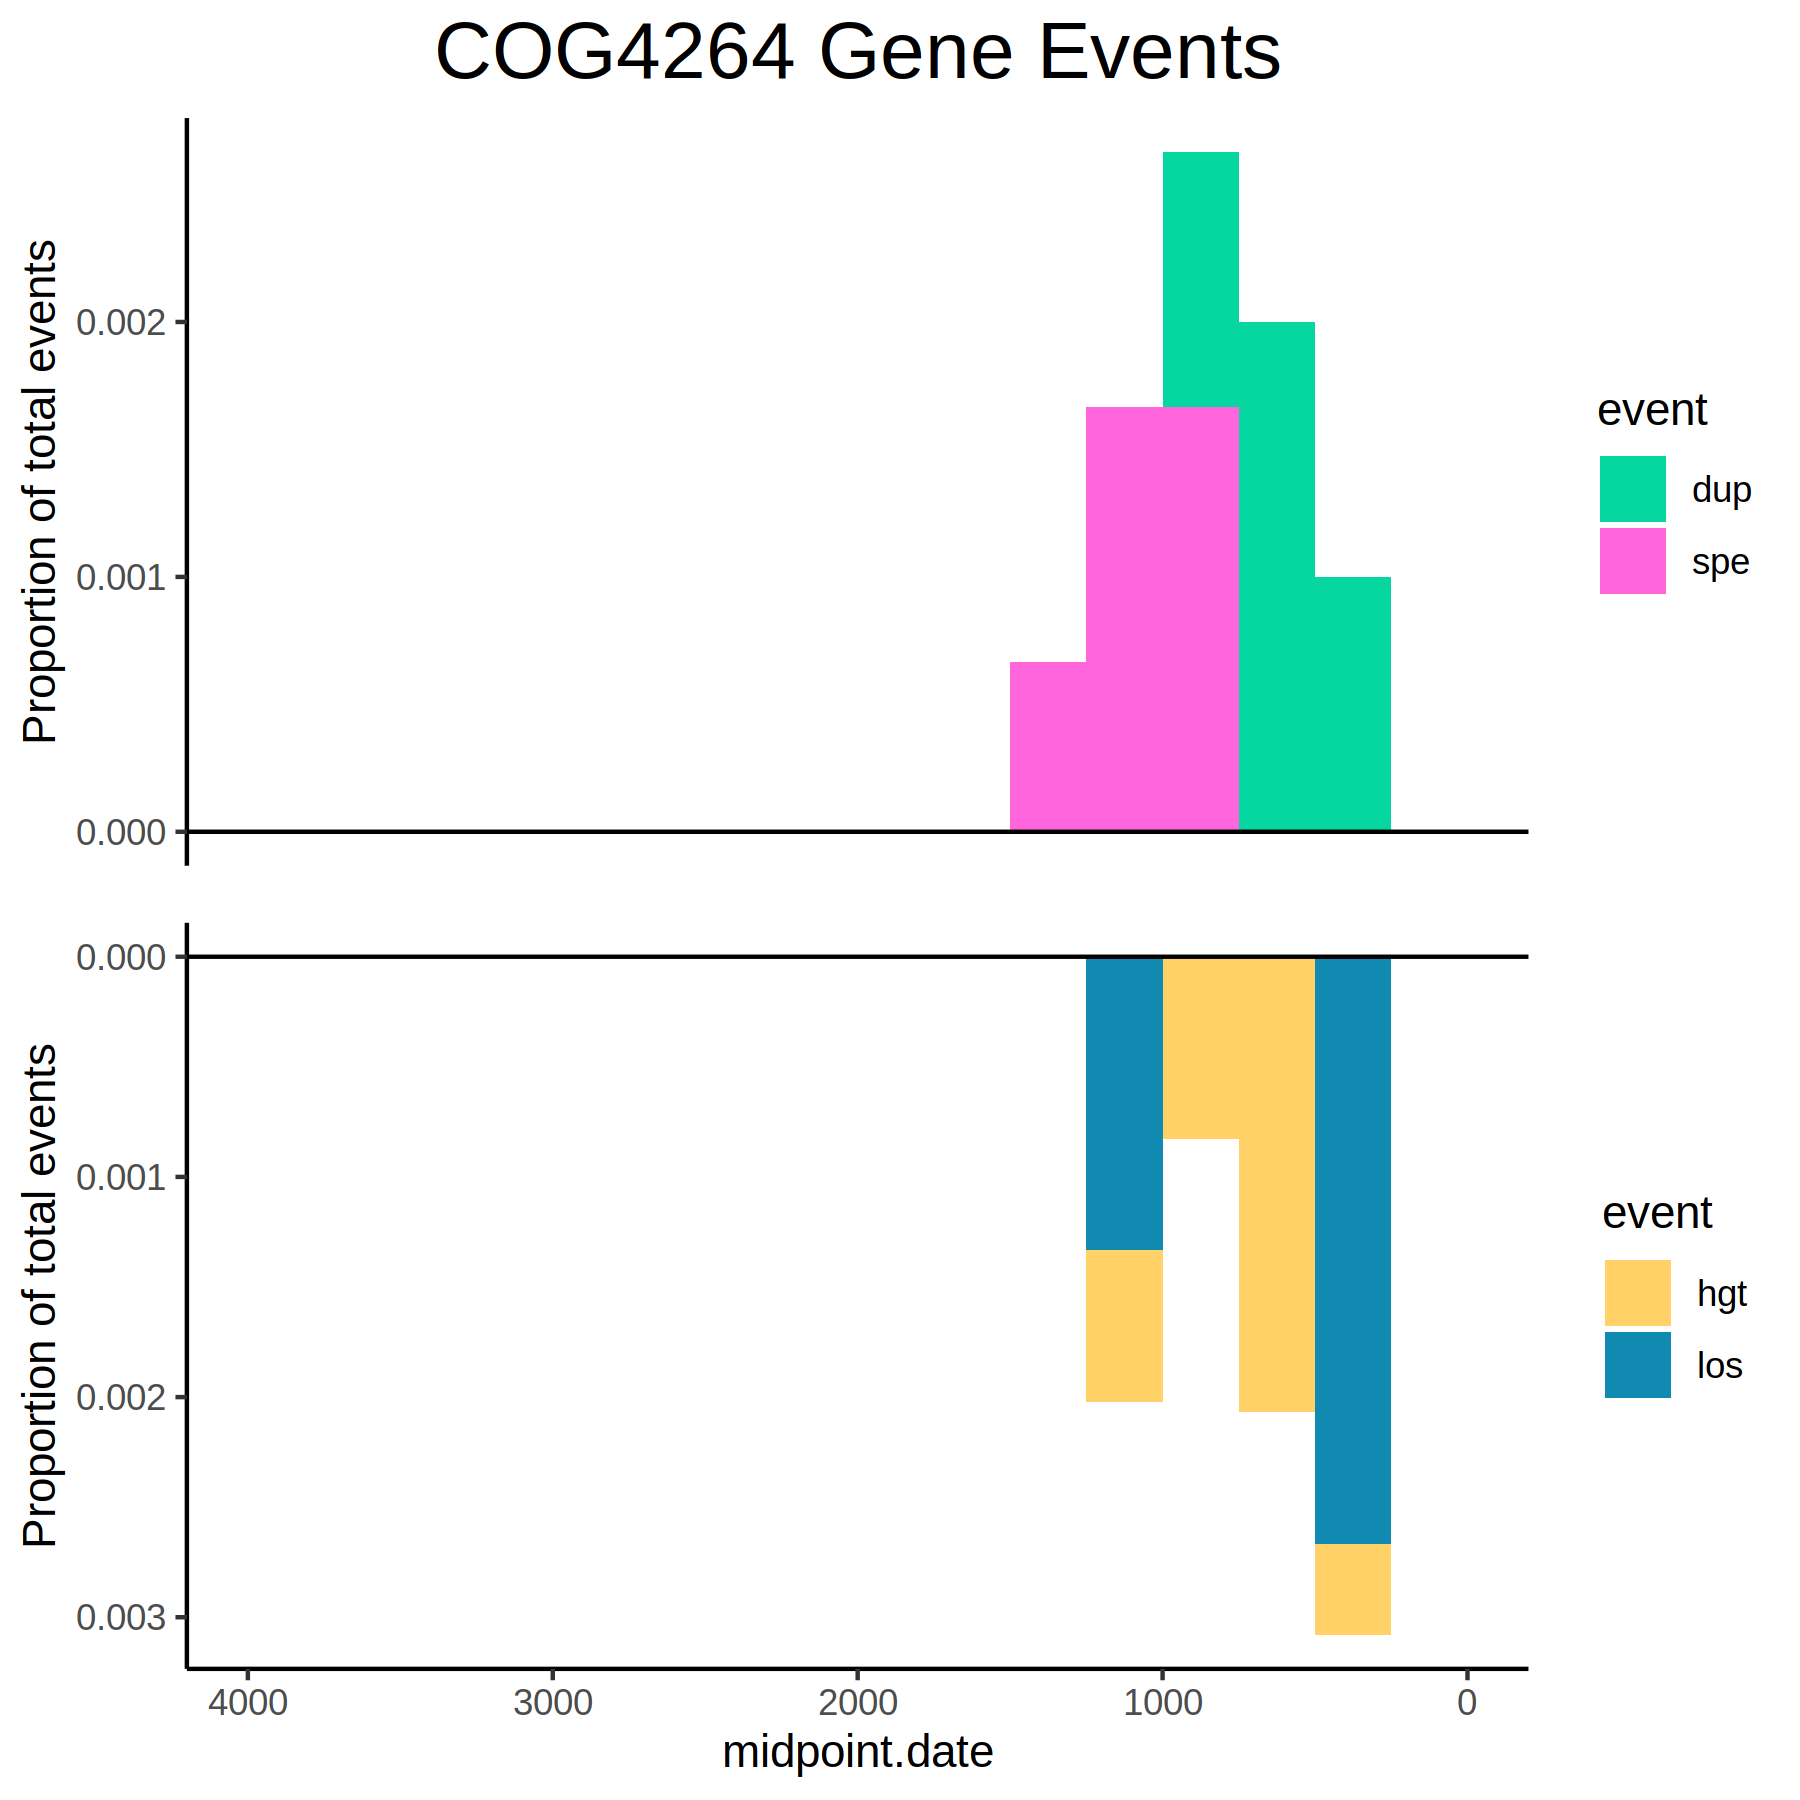 COG4264 Gene Events
Proportion of total events
0.002
0.001
0.000
event
dup
spe
Proportion of total events
0.000
0.001
0.002
0.003
event
hgt
los
4000 3000 2000 1000 0
midpoint.date